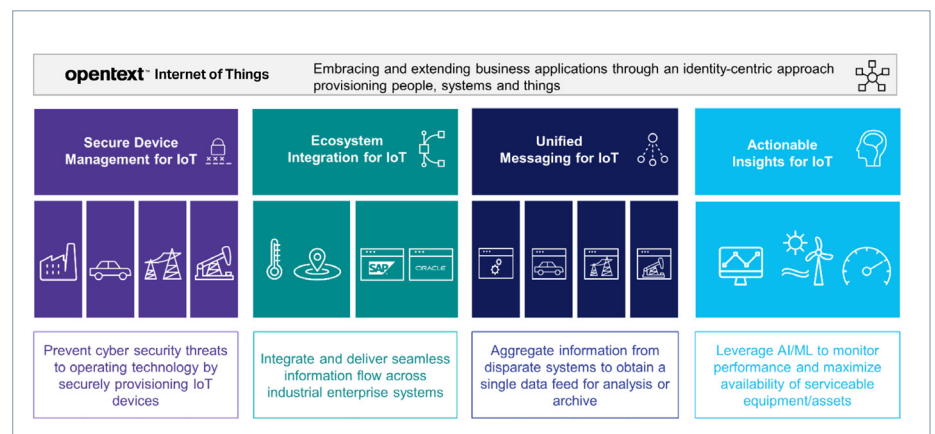 opentext™ Internet of Things
Embracing and extending business applications through an identity-centric approach
provisioning people, systems and things
Secure Device
Management for IoT
xxx_
Ecosystem
Integration for IoT
Unified
Messaging for IoT
Actionable
Insights for IoT
SAP
ORACLE
Prevent cyber security threats
to operating technology by
securely provisioning IoT
devices
Integrate and deliver seamless
information flow across
industrial enterprise systems
Aggregate information from
disparate systems to obtain a
single data feed for analysis or
archive
Leverage AI/ML to monitor
performance and maximize
availability of serviceable
equipment/assets